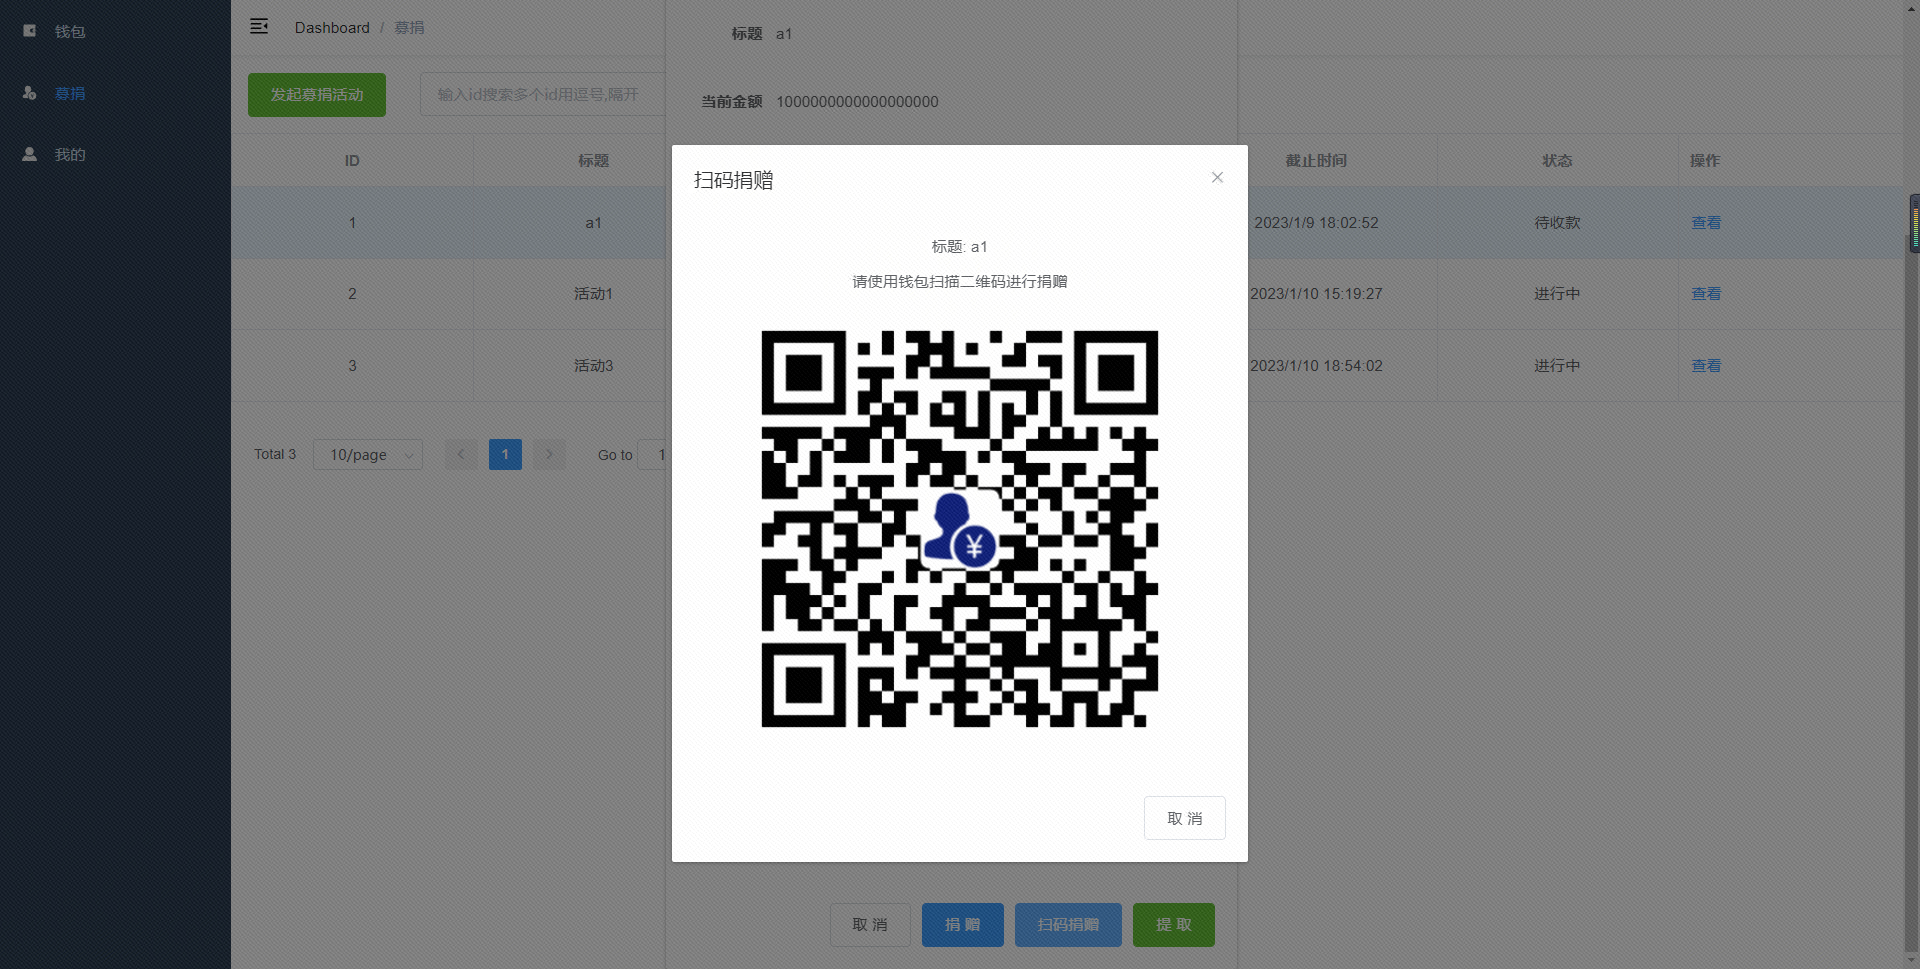 钱包
募捐
我的
Dashboard / 募捐
发起募捐活动
输入id搜索多个id用逗号,隔开
标题 a1
当前金额 1000000000000000000
ID 标题 截止时间 状态 操作
1 a1 2023/1/9 18:02:52 待收款 查看
2 活动1 2023/1/10 15:19:27 进行中 查看
3 活动3 2023/1/10 18:54:02 进行中 查看
Total 3 10/page 1 Go to 1
扫码捐赠
标题: a1
请使用钱包扫描二维码进行捐赠
¥
取 消
取 消 捐 赠 扫码捐赠 提 取